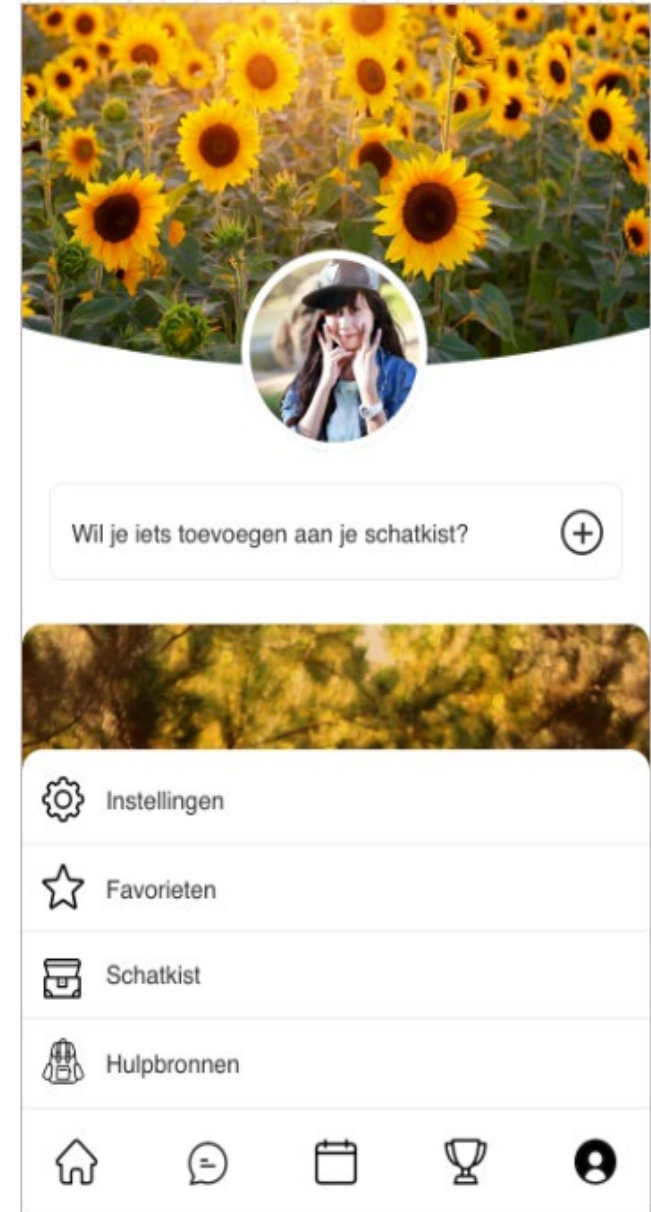 Wil je iets toevoegen aan je schatkist?
Instellingen
Favorieten
Schatkist
Hulpbronnen